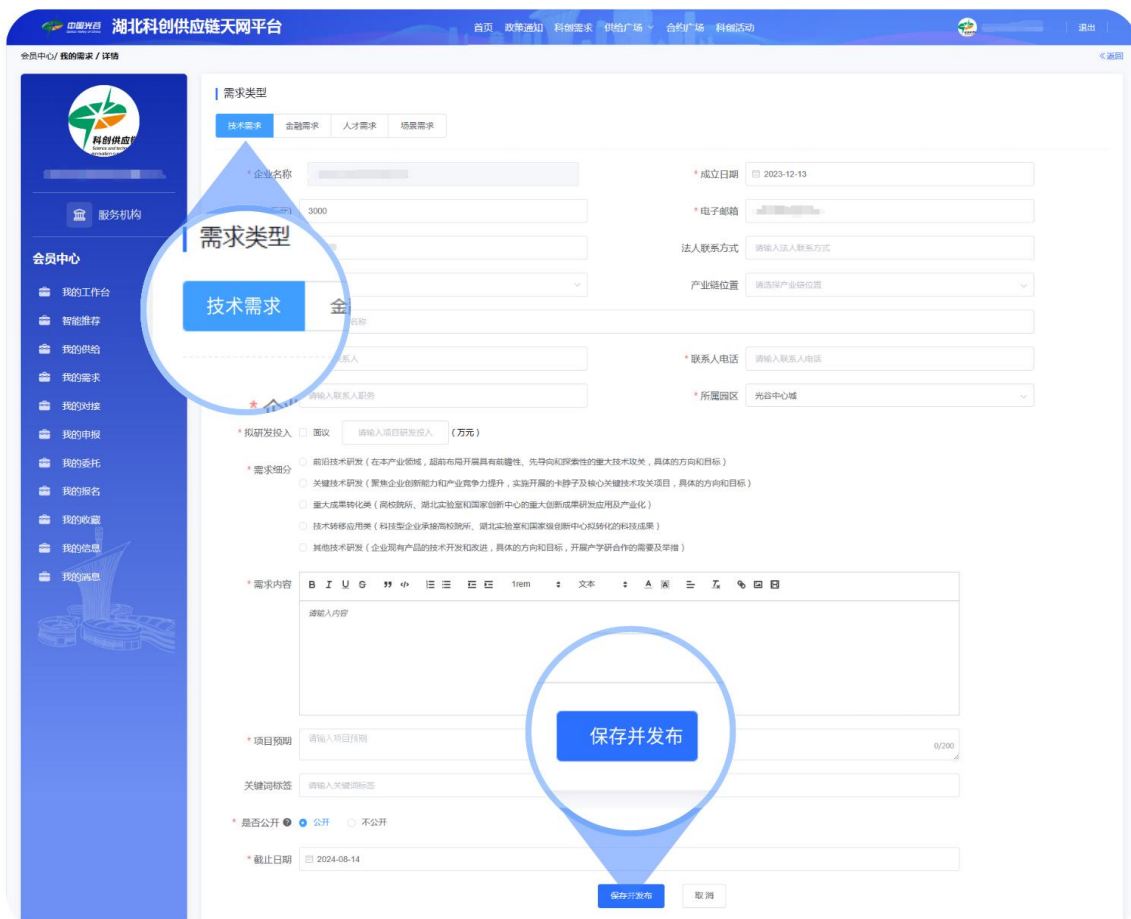 中国光谷 湖北科创供应链天网平台 首页 政策通知 科创需求 供给广场 合约广场 科创活动 退出
会员中心/ 我的需求 / 详情 返回
科创供应
服务机构
会员中心
我的工作台
智能推荐
我的供给
我的需求
我的对接
我的申报
我的委托
我的报名
我的收藏
我的信息
我的消息
需求类型
技术需求 金融需求 人才需求 场景需求
* 企业名称
* 成立日期 2023-12-13
3000
* 电子邮箱
法人联系方式 请输入法人联系方式
产业链位置 请选择产业链位置
名称
联系人
* 联系人电话 请输入联系人电话
请输入联系人职务
* 所属园区 光谷中心城
需求类型
技术需求
* 拟研发投入 面议 请输入项目研发投入 (万元)
* 需求细分 前沿技术研发(在本产业领域,超前布局开展具有前瞻性、先导向和探索性的重大技术攻关,具体的方向和目标)
关键技术研发(聚焦企业创新能力和产业竞争力提升,实施开展的卡脖子及核心关键技术攻关项目,具体的方向和目标)
重大成果转化类(高校院所、湖北实验室和国家创新中心的重大创新成果研发应用及产业化)
技术转移应用类(科技型企业承接高校院所、湖北实验室和国家级创新中心拟转化的科技成果)
其他技术研发(企业现有产品的技术开发和改进,具体的方向和目标,开展产学研合作的需要及举措)
* 需求内容 B I U S 1rem 文本
请输入内容
保存并发布
* 项目预期 请输入项目预期 0/200
关键词标签 请输入关键词标签
* 是否公开 公开 不公开
* 截止日期 2024-08-14
保存并发布 取消